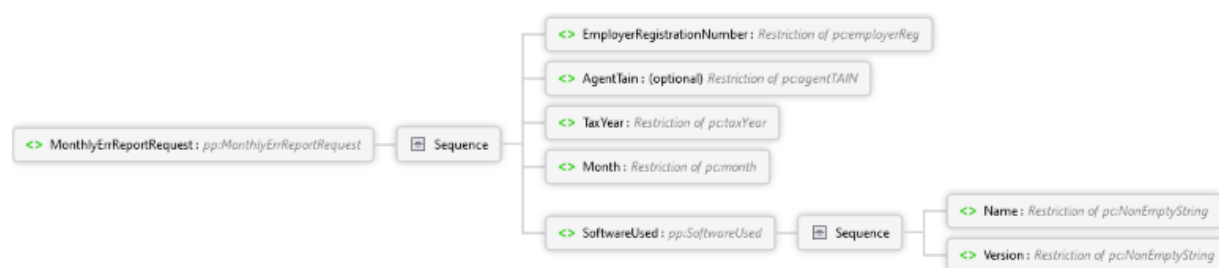 <> EmployerRegistrationNumber : Restriction of pc:employerReg
<> AgentTain : (optional) Restriction of pc:agentTAIN
<> TaxYear : Restriction of pc:taxYear
<> MonthlyErrReportRequest : pp:MonthlyErrReportRequest
Sequence
<> Month : Restriction of pc:month
<> SoftwareUsed : pp:SoftwareUsed
Sequence
<> Name : Restriction of pc:NonEmptyString
<> Version : Restriction of pc:NonEmptyString